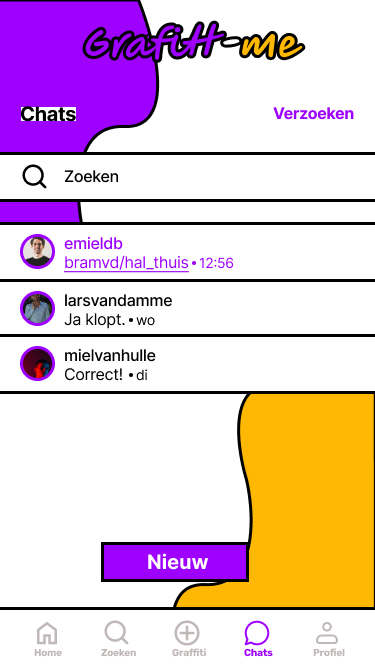 Grafitt-me
Chats
Verzoeken
Zoeken
emieldb
bramvd/hal_thuis • 12:56
larsvandamme
Ja klopt. • wo
mielvanhulle
Correct! • di
Nieuw
Home Zoeken Graffiti Chats Profiel